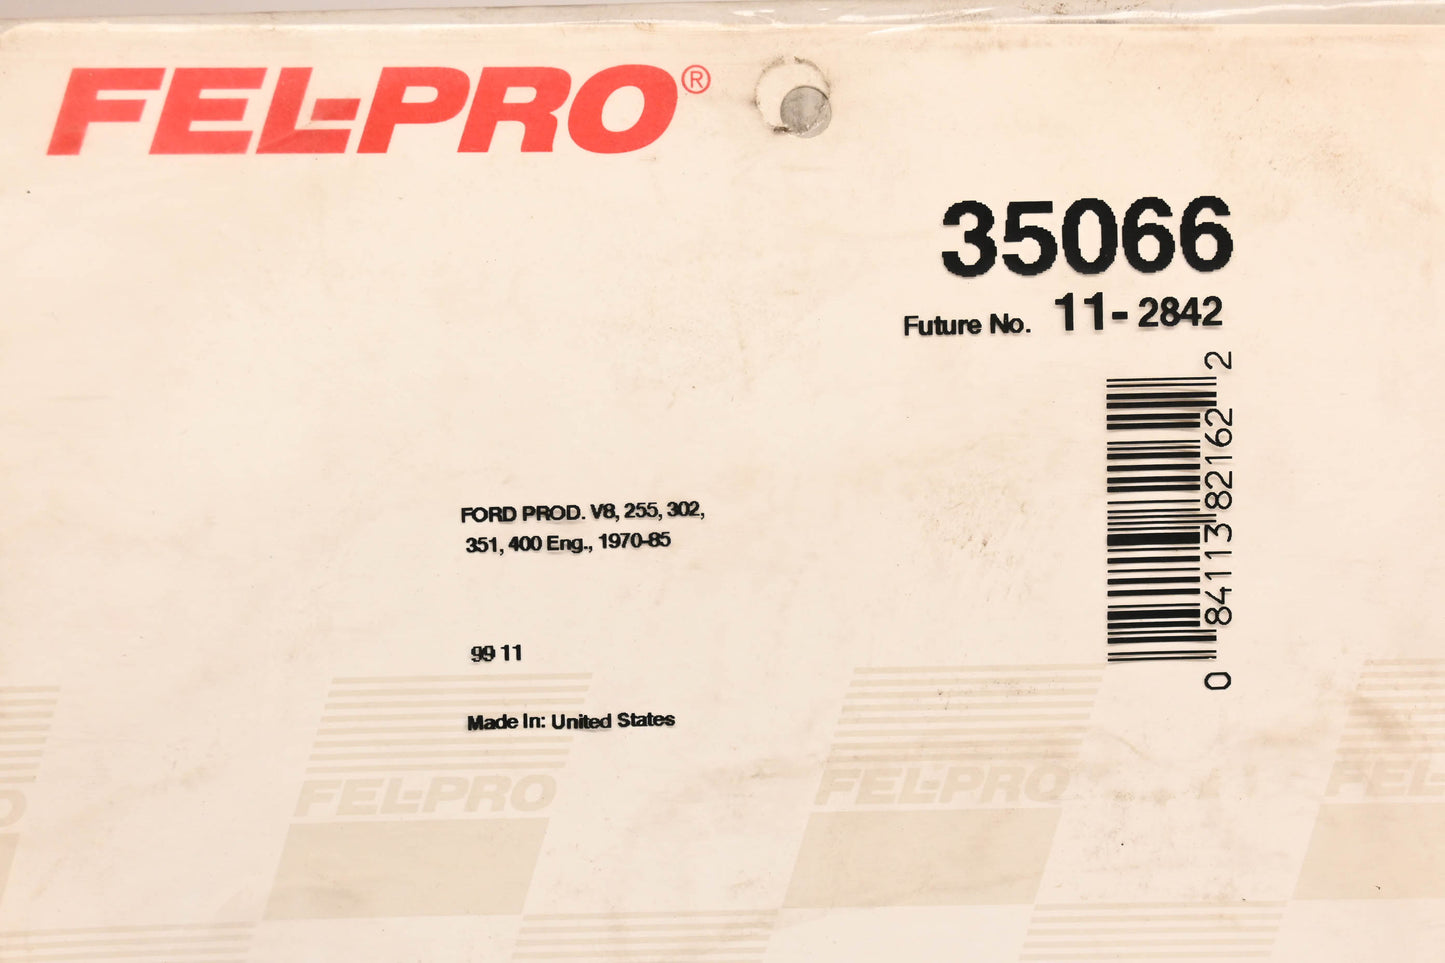 FEL-PRO®
35066
Future No. 11-2842
0 84113 82162 2
FORD PROD. V8, 255, 302,
351, 400 Eng., 1970-85
99 11
Made In: United States
FEL-PRO
FEL-PRO
FEL-P